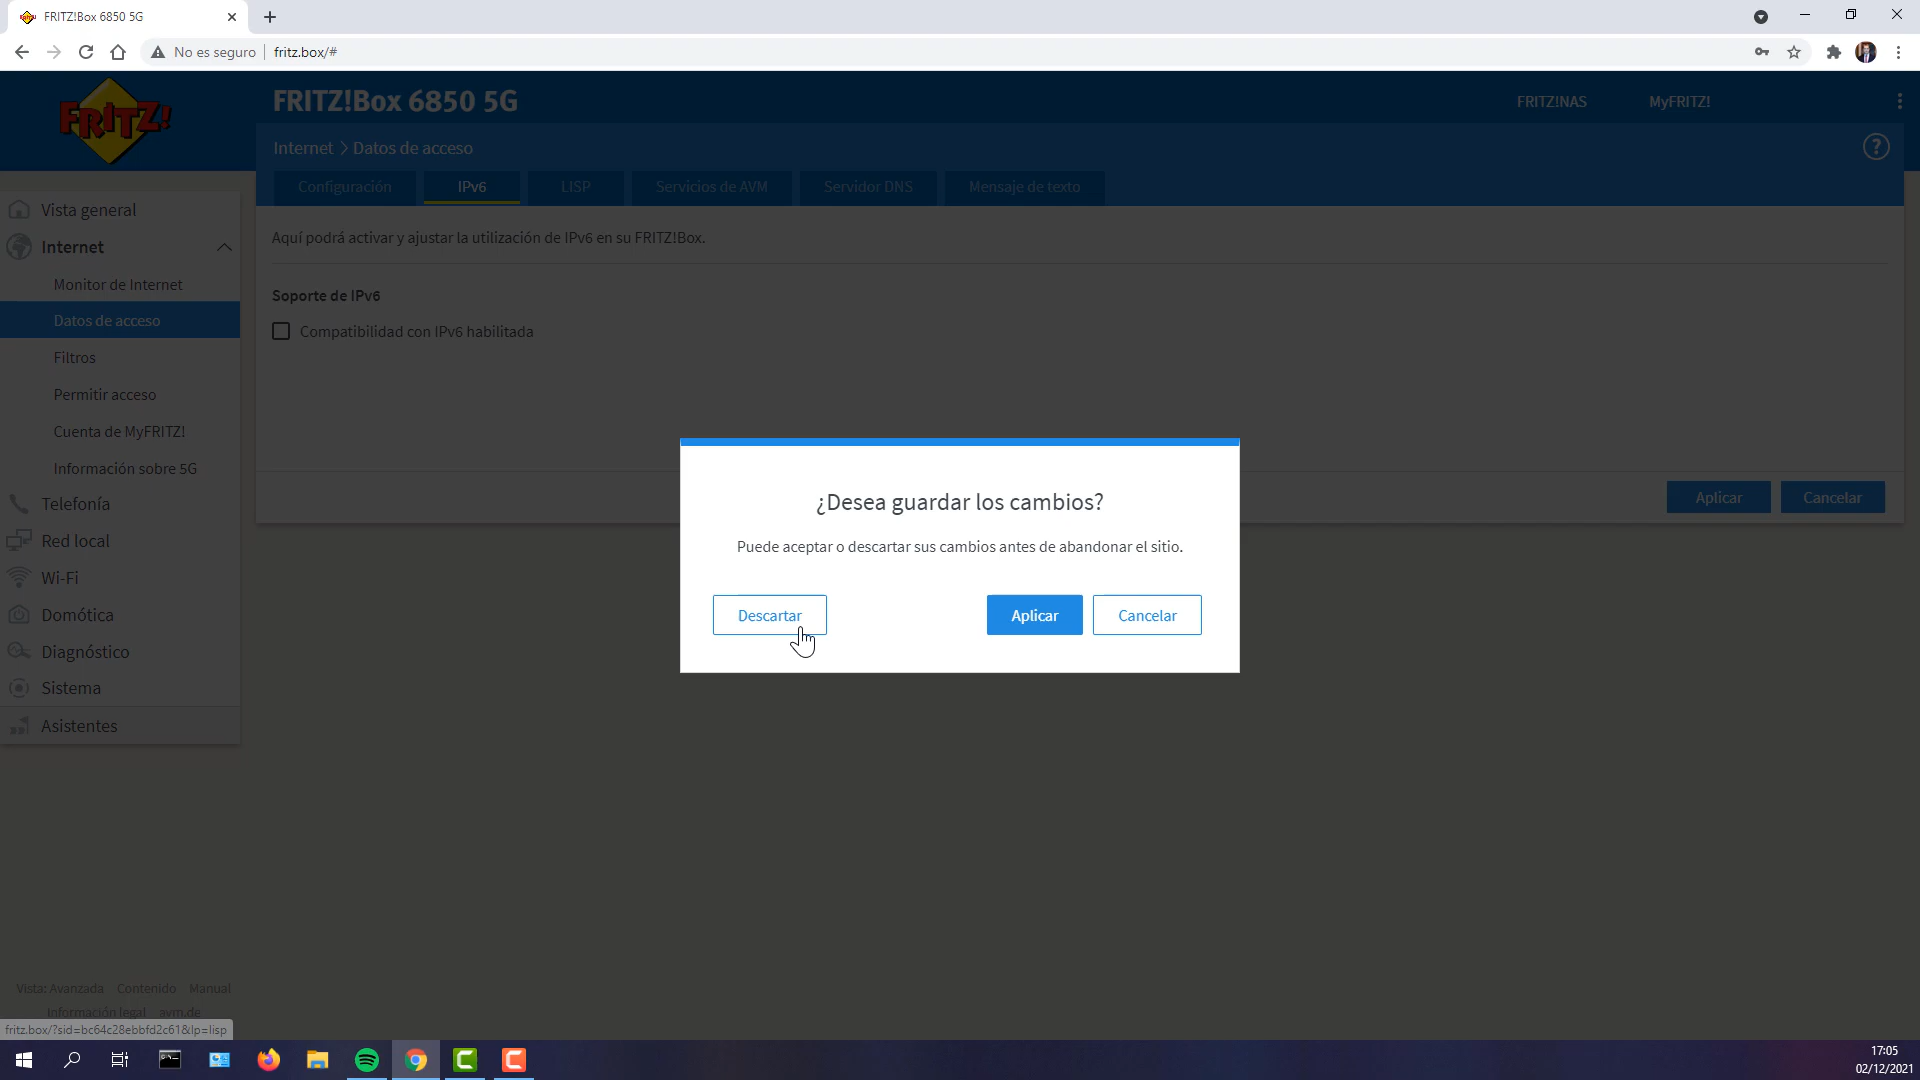 FRITZ!Box 6850 5G
No es seguro
fritz.box/#
FRITZ!
FRITZ!Box 6850 5G
FRITZ!NAS
MyFRITZ!
Internet > Datos de acceso
Configuración
IPv6
LISP
Servicios de AVM
Servidor DNS
Mensaje de texto
Vista general
Internet
Monitor de Internet
Datos de acceso
Filtros
Permitir acceso
Cuenta de MyFRITZ!
Información sobre 5G
Telefonía
Red local
Wi-Fi
Domótica
Diagnóstico
Sistema
Asistentes
Aquí podrá activar y ajustar la utilización de IPv6 en su FRITZ!Box.
Soporte de IPv6
Compatibilidad con IPv6 habilitada
Aplicar
Cancelar
¿Desea guardar los cambios?
Puede aceptar o descartar sus cambios antes de abandonar el sitio.
Descartar
Aplicar
Cancelar
Vista: Avanzada Contenido Manual
Información legal avm.de
fritz.box/?sid=bc64c28ebbfd2c61&lp=lisp
17:05
02/12/2021